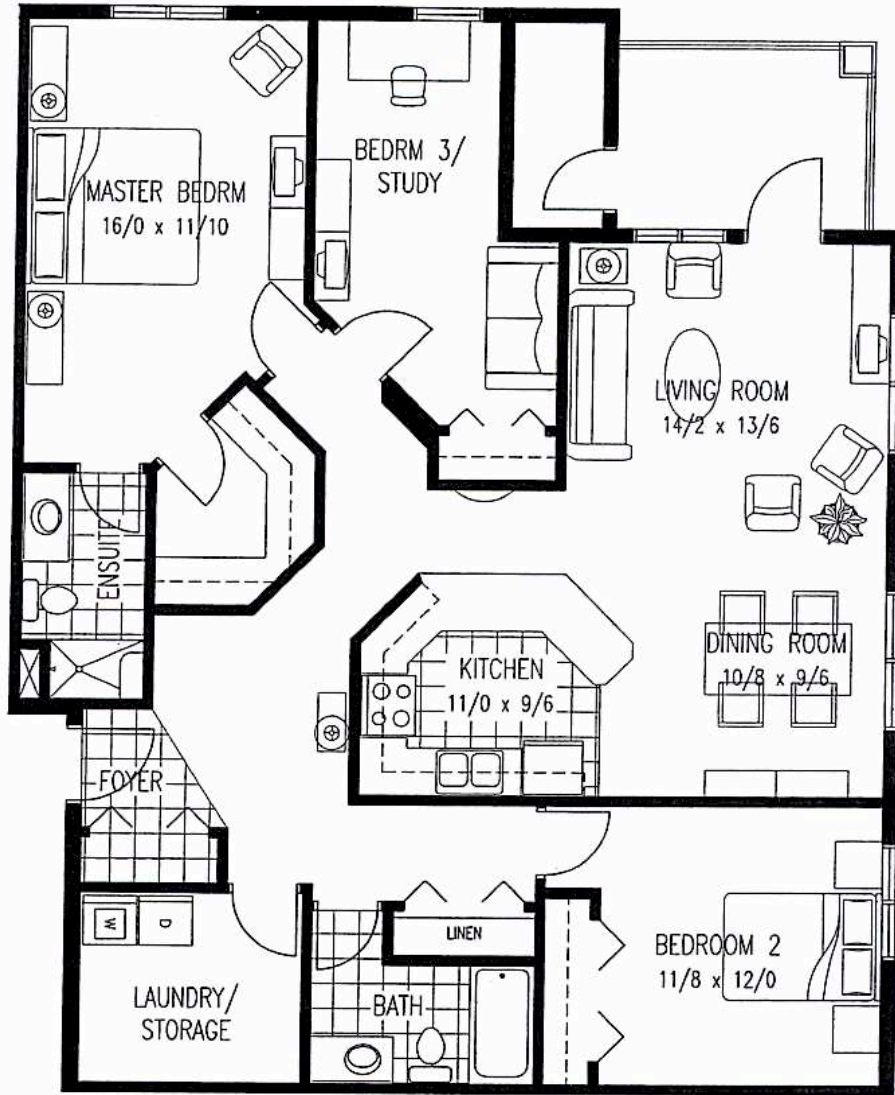 MASTER BEDRM
16/0 x 11/10
BEDRM 3/
STUDY
LIVING ROOM
14/2 x 13/6
ENSUITE
DINING ROOM
10/8 x 9/6
KITCHEN
11/0 x 9/6
FOYER
W
D
LINEN
LAUNDRY/
STORAGE
BATH
BEDROOM 2
11/8 x 12/0